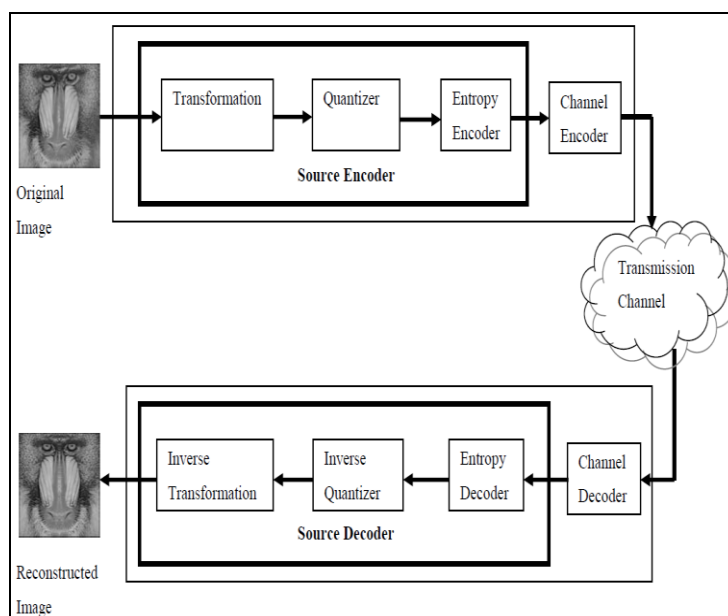 Transformation
Quantizer
Entropy
Encoder
Channel
Encoder
Source Encoder
Original
Image
Transmission
Channel
Inverse
Transformation
Inverse
Quantizer
Entropy
Decoder
Channel
Decoder
Source Decoder
Reconstructed
Image